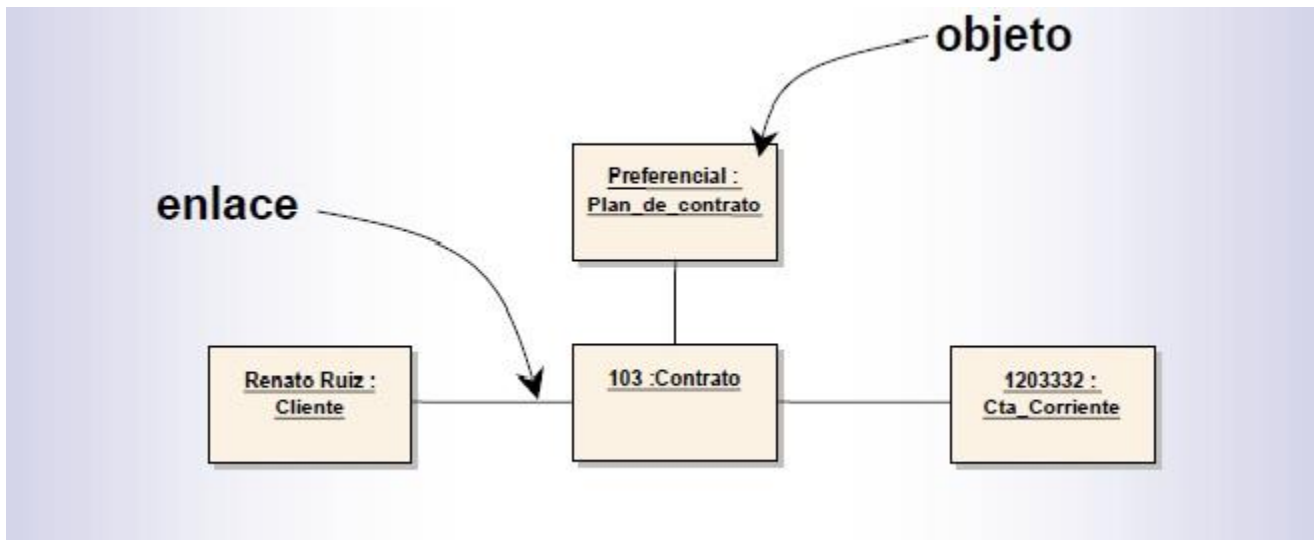 objeto
Preferencial :
Plan_de_contrato
enlace
Renato Ruiz :
Cliente
103 :Contrato
1203332 :
Cta_Corriente